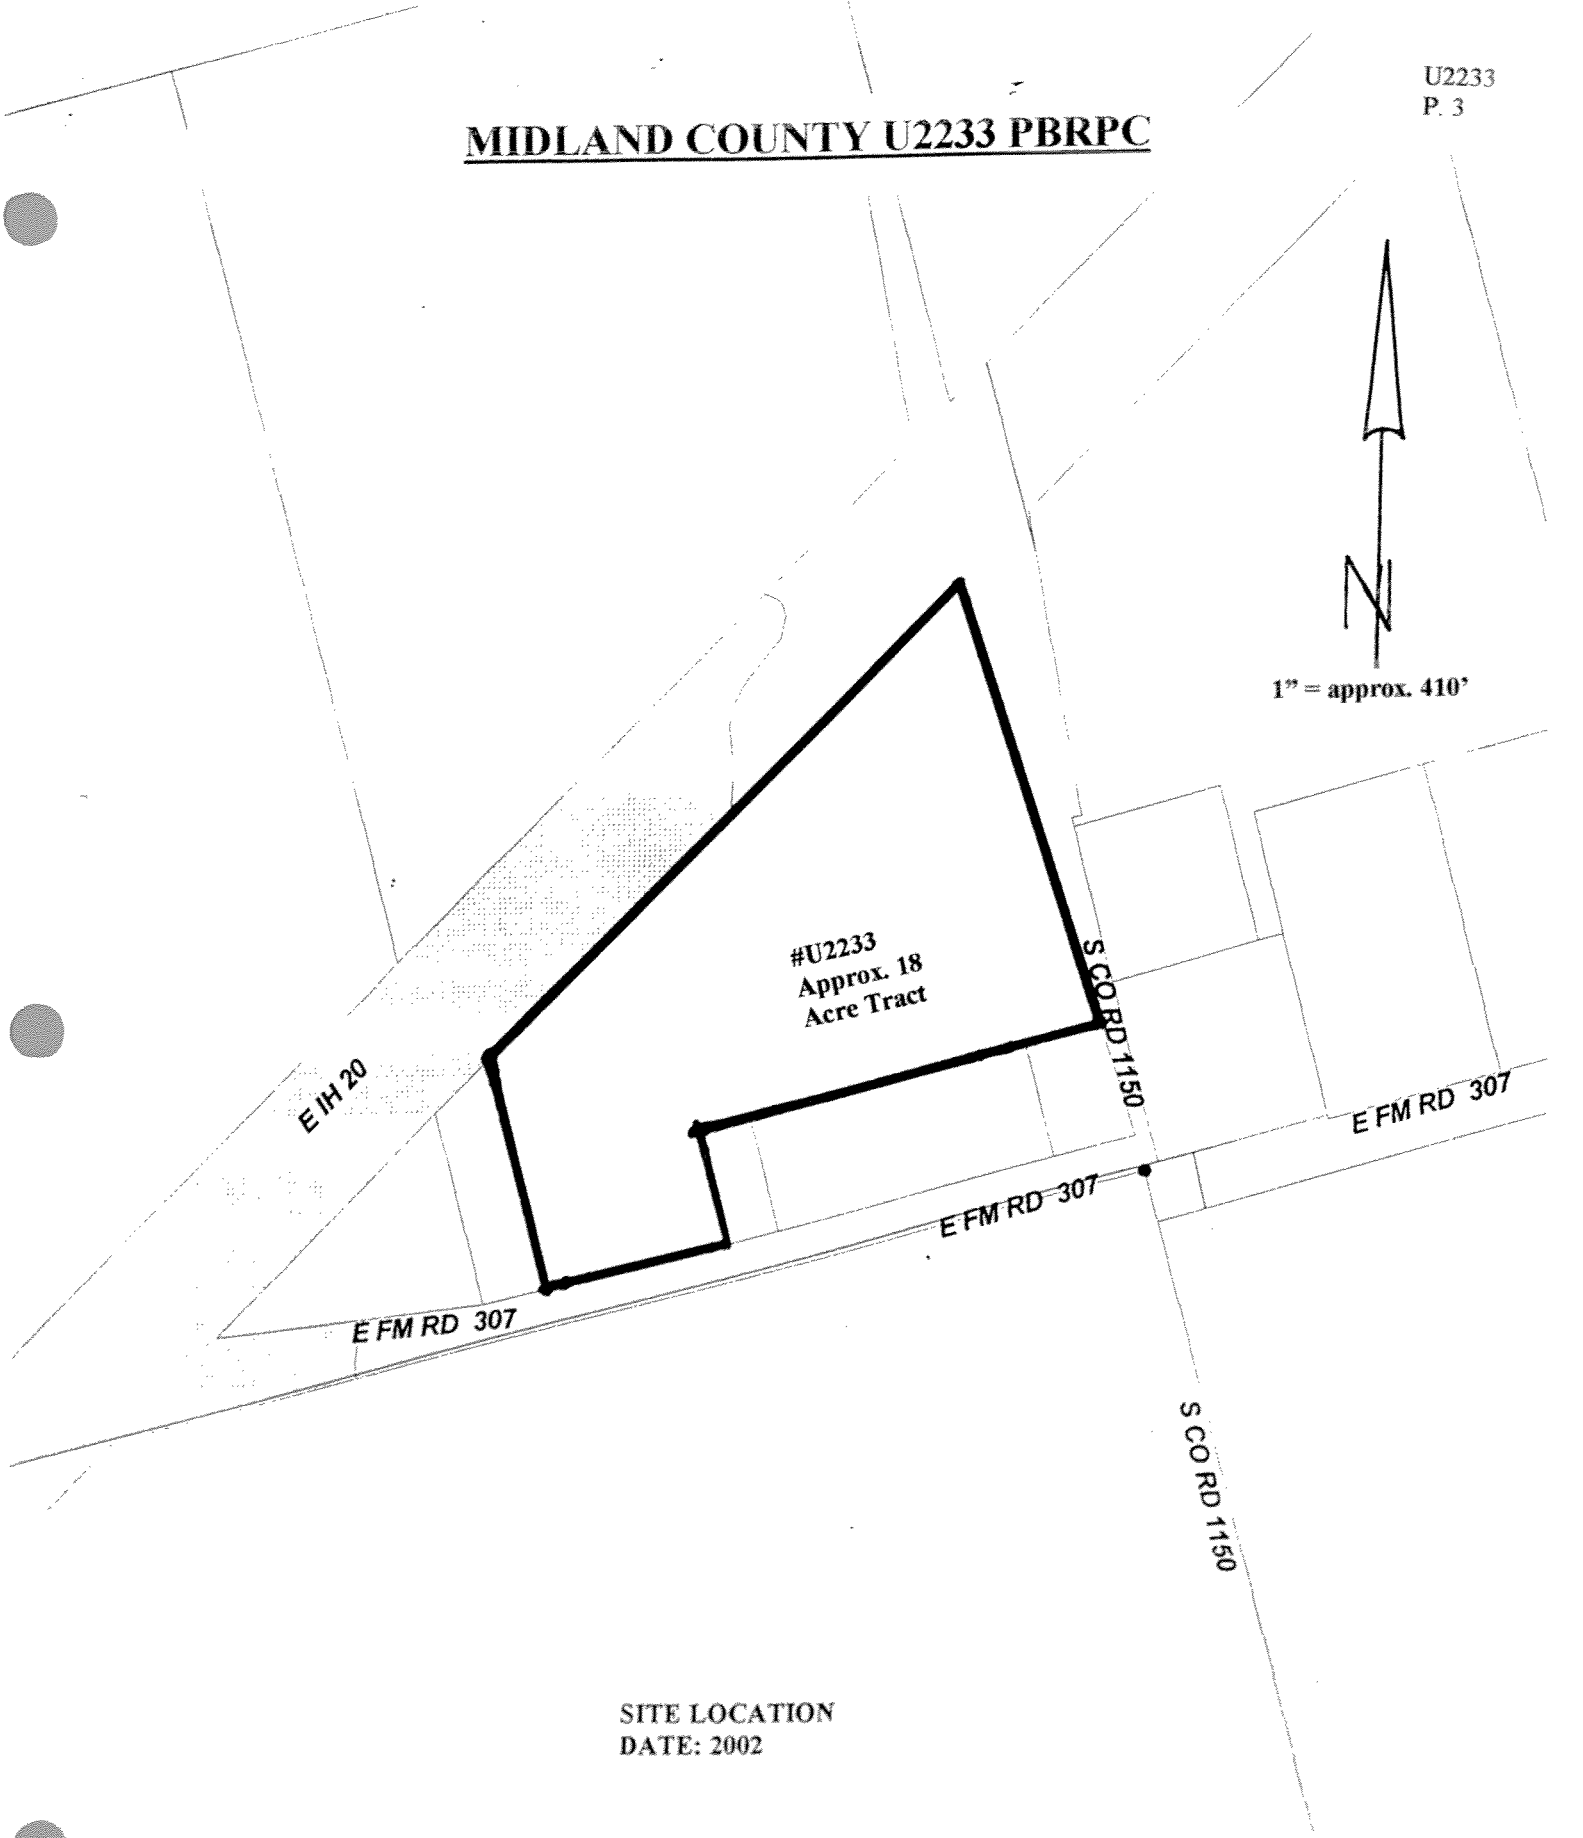 U2233
P. 3
MIDLAND COUNTY U2233 PBRPC
N
1” = approx. 410’
#U2233
Approx. 18
Acre Tract
S CO RD 1150
E IH 20
E FM RD 307
E FM RD 307
E FM RD 307
S CO RD 1150
SITE LOCATION
DATE: 2002